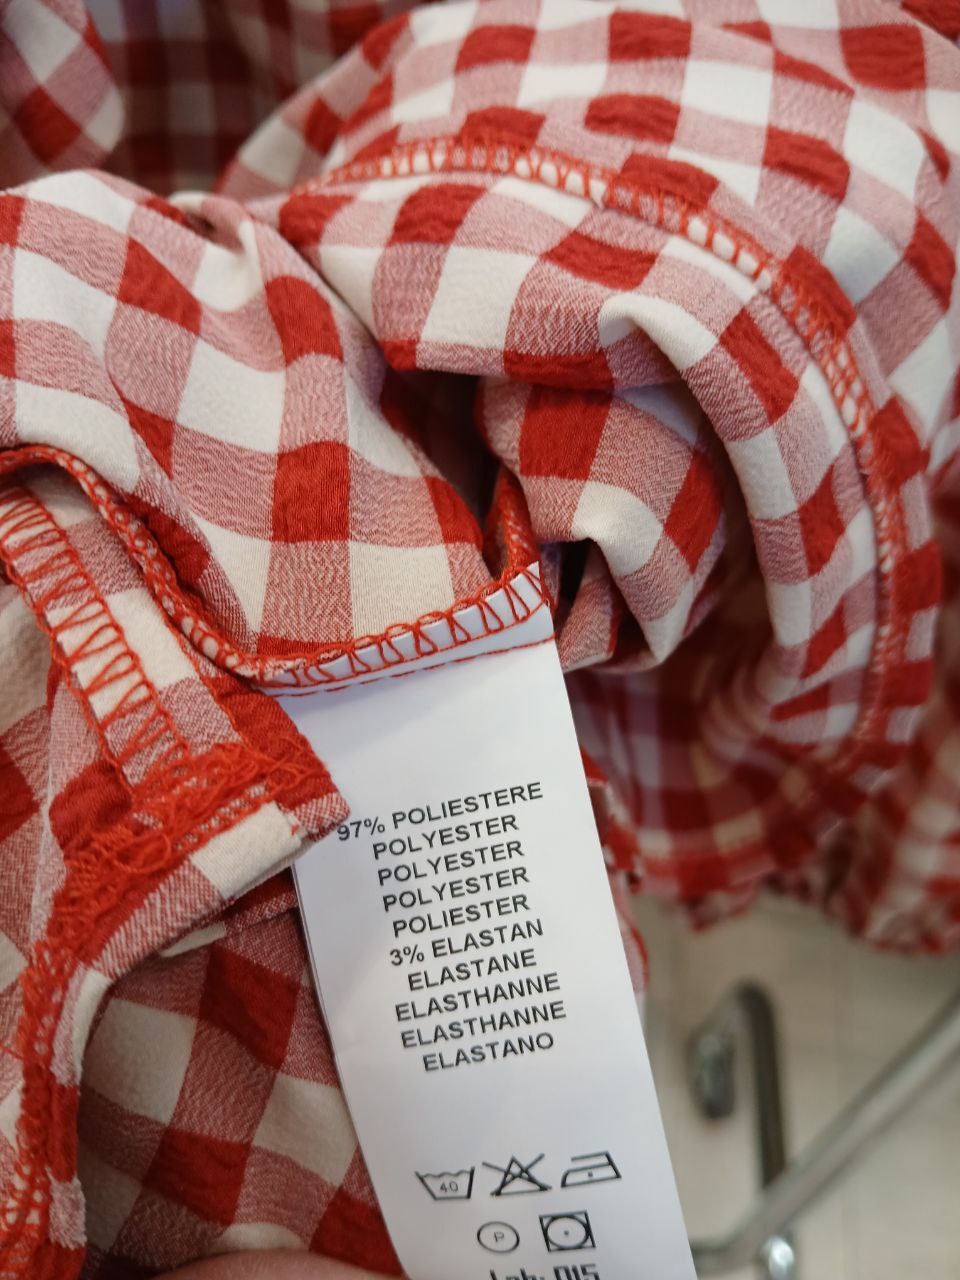 97% POLIESTERE
POLYESTER
POLYESTER
POLYESTER
POLIESTER
3% ELASTAN
ELASTANE
ELASTHANNE
ELASTHANNE
ELASTANO
40
P